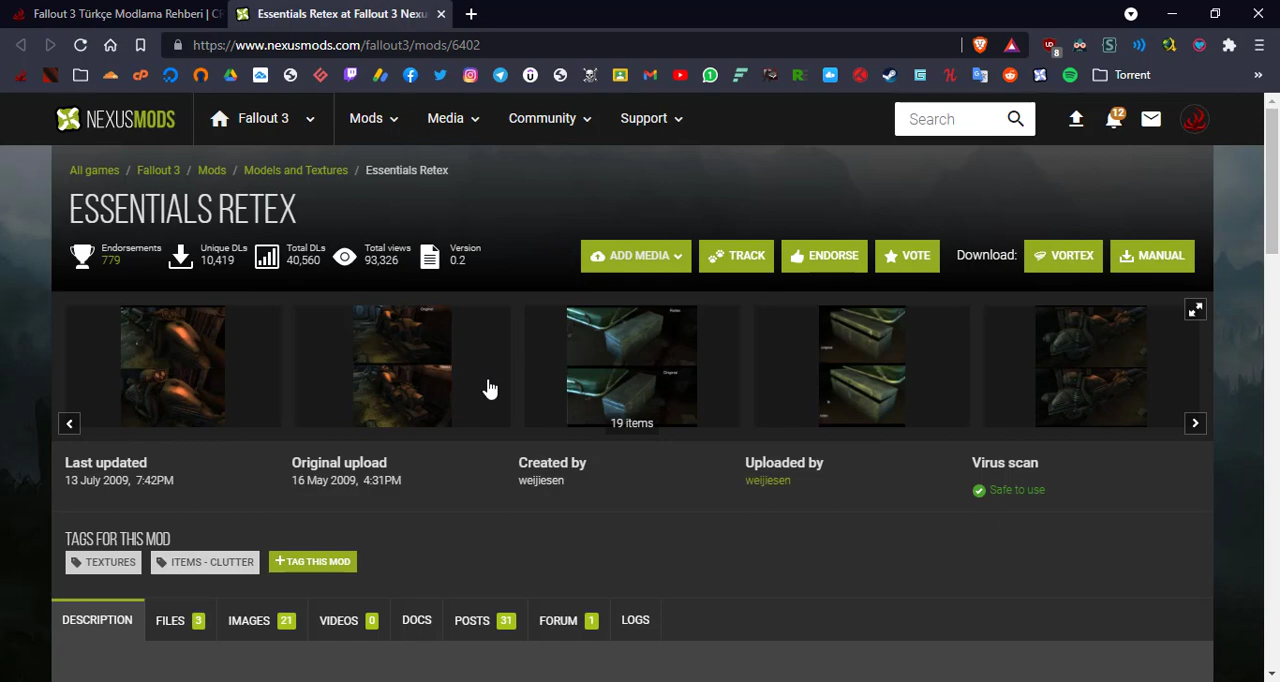 Fallout 3 Türkçe Modlama Rehberi | CF
Essentials Retex at Fallout 3 Nexu
https://www.nexusmods.com/fallout3/mods/6402
8
Torrent
NEXUSMODS
Fallout 3
Mods
Media
Community
Support
Search
12
All games / Fallout 3 / Mods / Models and Textures / Essentials Retex
ESSENTIALS RETEX
Endorsements
779
Unique DLs
10,419
Total DLs
40,560
Total views
93,326
Version
0.2
ADD MEDIA
TRACK
ENDORSE
VOTE
Download:
VORTEX
MANUAL
Original
Retex
Original
original
19 items
Last updated
13 July 2009, 7:42PM
Original upload
16 May 2009, 4:31PM
Created by
weijiesen
Uploaded by
weijiesen
Virus scan
Safe to use
TAGS FOR THIS MOD
TEXTURES
ITEMS - CLUTTER
+TAG THIS MOD
DESCRIPTION
FILES 3
IMAGES 21
VIDEOS 0
DOCS
POSTS 31
FORUM 1
LOGS